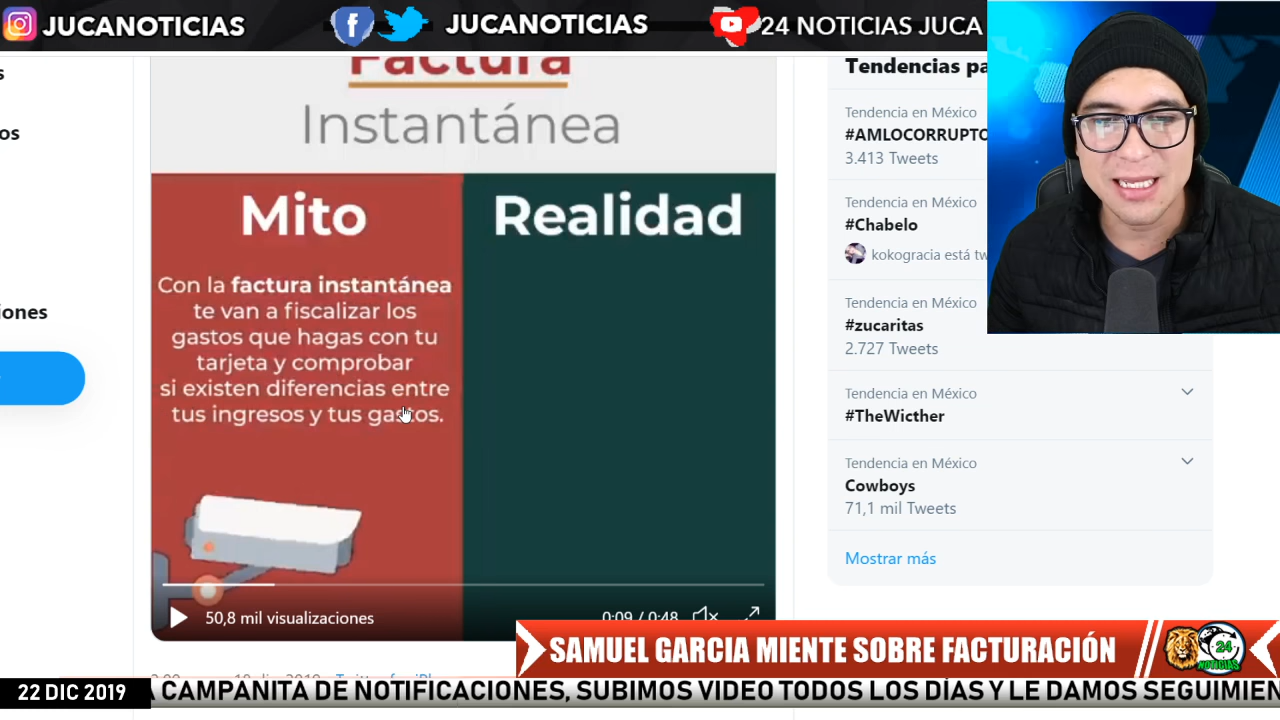 JUCANOTICIAS
JUCANOTICIAS
24 NOTICIAS JUCA
Factura
Instantánea
Mito
Realidad
Con la factura instantánea
te van a fiscalizar los
gastos que hagas con tu
tarjeta y comprobar
si existen diferencias entre
tus ingresos y tus gastos.
50,8 mil visualizaciones
0:09 / 0:48
s
os
iones
Tendencias pa
Tendencia en México
#AMLOCORRUPTO
3.413 Tweets
Tendencia en México
#Chabelo
kokogracia está tw
Tendencia en México
#zucaritas
2.727 Tweets
Tendencia en México
#TheWicther
Tendencia en México
Cowboys
71,1 mil Tweets
Mostrar más
SAMUEL GARCIA MIENTE SOBRE FACTURACIÓN
24
NOTICIAS
22 DIC 2019
A CAMPANITA DE NOTIFICACIONES, SUBIMOS VIDEO TODOS LOS DÍAS Y LE DAMOS SEGUIMIEN